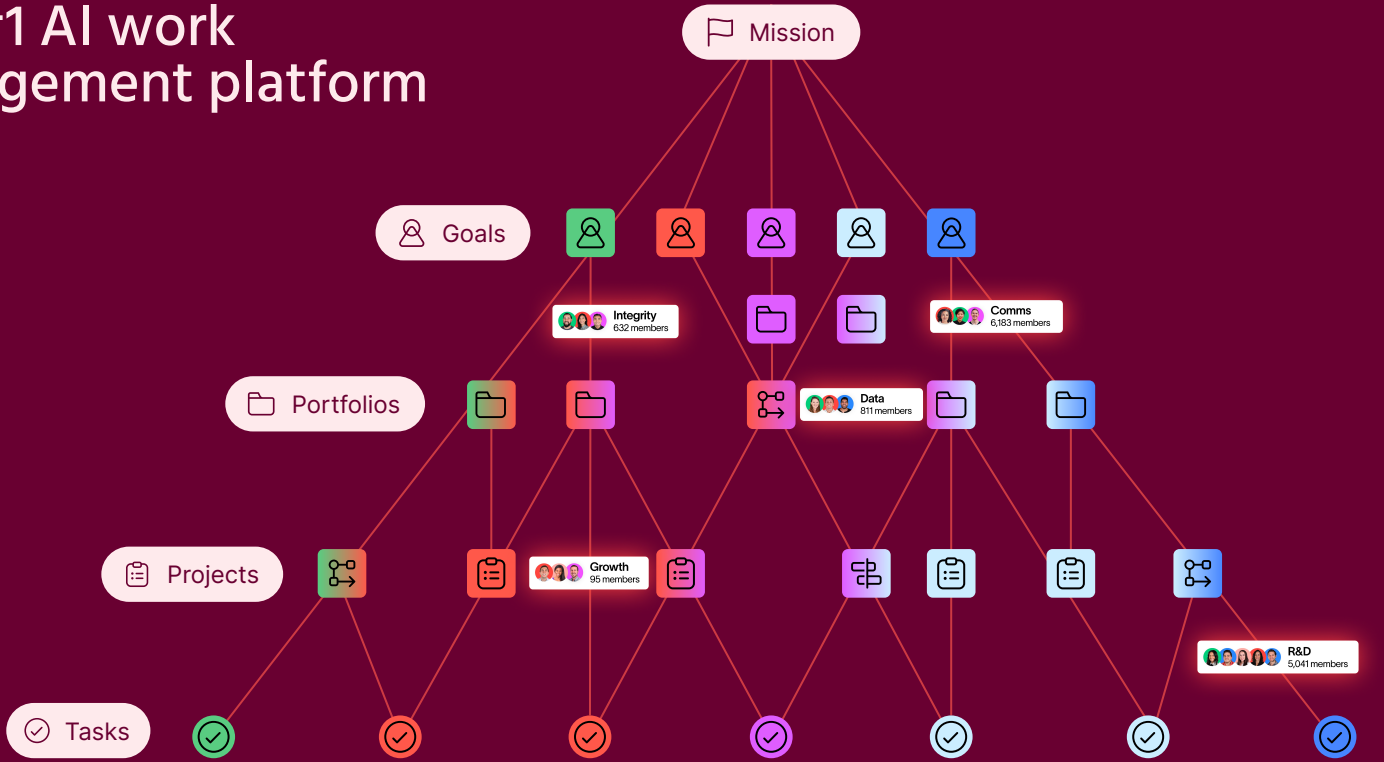 1 AI work
gement platform
Mission
Goals
Integrity
632 members
Comms
6,183 members
Portfolios
Data
811 members
Projects
Growth
95 members
R&D
5,041 members
Tasks